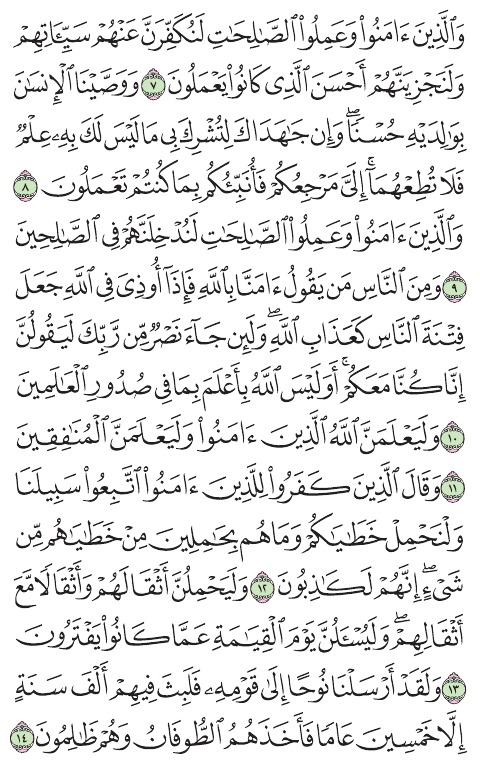 وَٱلَّذِينَ ءَامَنُوا۟ وَعَمِلُوا۟ ٱلصَّٰلِحَٰتِ لَنُكَفِّرَنَّ عَنْهُمْ سَيِّـَٔاتِهِمْ
وَلَنَجْزِيَنَّهُمْ أَحْسَنَ ٱلَّذِى كَانُوا۟ يَعْمَلُونَ ٧ وَوَصَّيْنَا ٱلْإِنسَٰنَ
بِوَٰلِدَيْهِ حُسْنًا ۖ وَإِن جَٰهَدَاكَ لِتُشْرِكَ بِى مَا لَيْسَ لَكَ بِهِۦ عِلْمٌ
فَلَا تُطِعْهُمَآ ۚ إِلَىَّ مَرْجِعُكُمْ فَأُنَبِّئُكُم بِمَا كُنتُمْ تَعْمَلُونَ ٨
وَٱلَّذِينَ ءَامَنُوا۟ وَعَمِلُوا۟ ٱلصَّٰلِحَٰتِ لَنُدْخِلَنَّهُمْ فِى ٱلصَّٰلِحِينَ
٩ وَمِنَ ٱلنَّاسِ مَن يَقُولُ ءَامَنَّا بِٱللَّهِ فَإِذَآ أُوذِىَ فِى ٱللَّهِ جَعَلَ
فِتْنَةَ ٱلنَّاسِ كَعَذَابِ ٱللَّهِ ۖ وَلَئِن جَآءَ نَصْرٌ مِّن رَّبِّكَ لَيَقُولُنَّ
إِنَّا كُنَّا مَعَكُمْ ۚ أَوَلَيْسَ ٱللَّهُ بِأَعْلَمَ بِمَا فِى صُدُورِ ٱلْعَٰلَمِينَ
١٠ وَلَيَعْلَمَنَّ ٱللَّهُ ٱلَّذِينَ ءَامَنُوا۟ وَلَيَعْلَمَنَّ ٱلْمُنَٰفِقِينَ
١١ وَقَالَ ٱلَّذِينَ كَفَرُوا۟ لِلَّذِينَ ءَامَنُوا۟ ٱتَّبِعُوا۟ سَبِيلَنَا
وَلْنَحْمِلْ خَطَٰيَٰكُمْ وَمَا هُم بِحَٰمِلِينَ مِنْ خَطَٰيَٰهُم مِّن
شَىْءٍ ۖ إِنَّهُمْ لَكَٰذِبُونَ ١٢ وَلَيَحْمِلُنَّ أَثْقَالَهُمْ وَأَثْقَالًا مَّعَ
أَثْقَالِهِمْ ۖ وَلَيُسْـَٔلُنَّ يَوْمَ ٱلْقِيَٰمَةِ عَمَّا كَانُوا۟ يَفْتَرُونَ
١٣ وَلَقَدْ أَرْسَلْنَا نُوحًا إِلَىٰ قَوْمِهِۦ فَلَبِثَ فِيهِمْ أَلْفَ سَنَةٍ
إِلَّا خَمْسِينَ عَامًا فَأَخَذَهُمُ ٱلطُّوفَانُ وَهُمْ ظَٰلِمُونَ ١٤